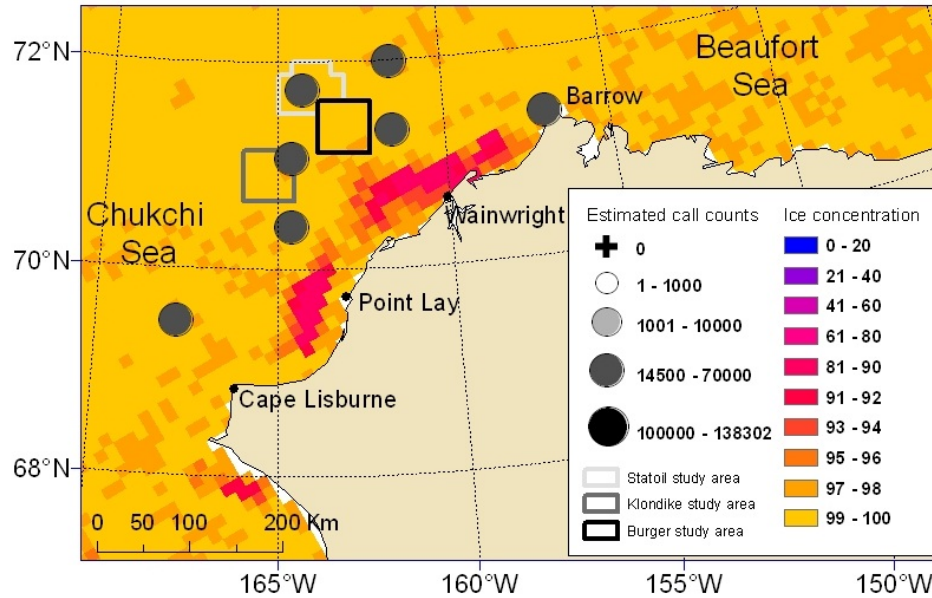 72°N
70°N
68°N
Beaufort
Sea
Barrow
Wainwright
Chukchi
Sea
Point Lay
Cape Lisburne
0 50 100 200 Km
165°W
160°W
155°W
150°W
Estimated call counts
0
1 - 1000
1001 - 10000
14500 - 70000
100000 - 138302
Statoil study area
Klondike study area
Burger study area
Ice concentration
0 - 20
21 - 40
41 - 60
61 - 80
81 - 90
91 - 92
93 - 94
95 - 96
97 - 98
99 - 100